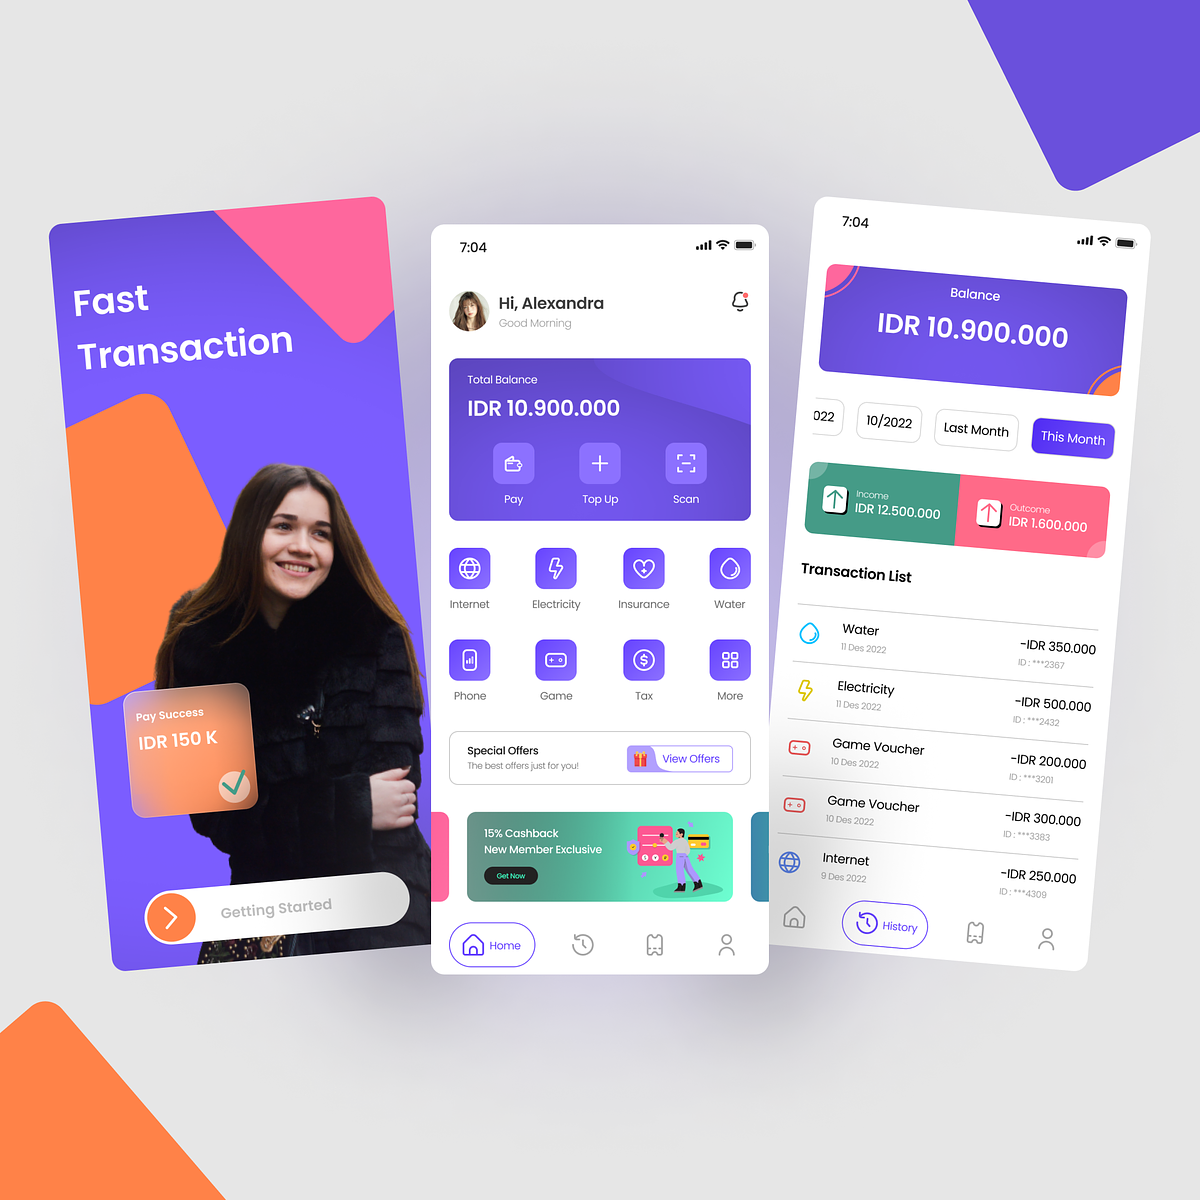 Fast
Transaction
Pay Success
IDR 150 K
Getting Started
7:04
Hi, Alexandra
Good Morning
Total Balance
IDR 10.900.000
Pay
Top Up
Scan
Internet
Electricity
Insurance
Water
Phone
Game
Tax
More
Special Offers
The best offers just for you!
View Offers
15% Cashback
New Member Exclusive
Get Now
Home
7:04
Balance
IDR 10.900.000
022
10/2022
Last Month
This Month
Income
IDR 12.500.000
Outcome
IDR 1.600.000
Transaction List
Water
-IDR 350.000
11 Des 2022
ID : ***2367
Electricity
-IDR 500.000
11 Des 2022
ID : ***2432
Game Voucher
-IDR 200.000
10 Des 2022
ID : ***3201
Game Voucher
-IDR 300.000
10 Des 2022
ID : ***3383
Internet
-IDR 250.000
9 Des 2022
ID : ***4309
History